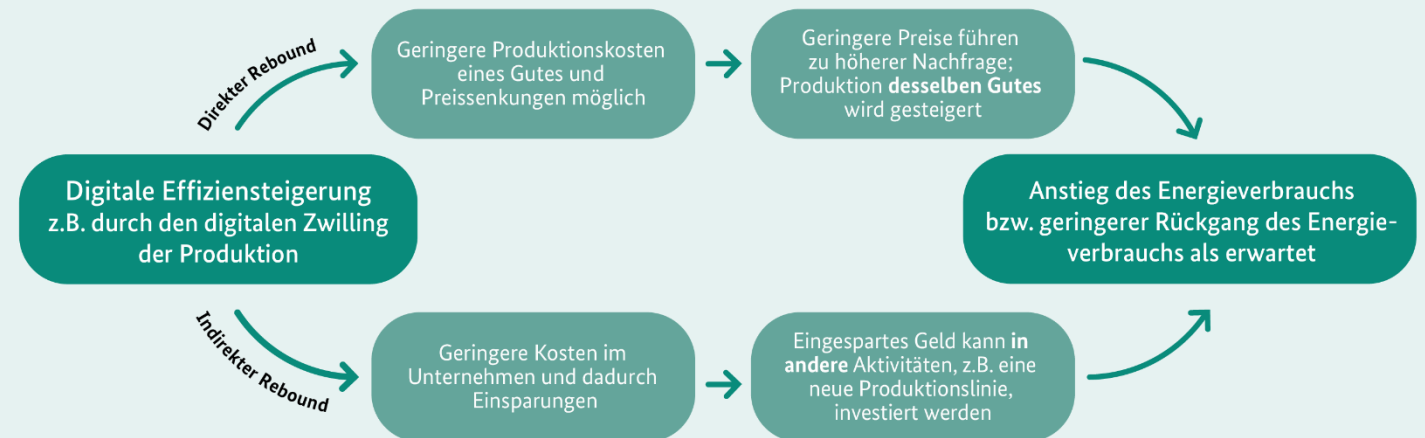 Direkter Rebound
Geringere Produktionskosten
eines Gutes und
Preissenkungen möglich
Geringere Preise führen
zu höherer Nachfrage;
Produktion desselben Gutes
wird gesteigert
Digitale Effiziensteigerung
z.B. durch den digitalen Zwilling
der Produktion
Anstieg des Energieverbrauchs
bzw. geringerer Rückgang des Energie-
verbrauchs als erwartet
Indirekter Rebound
Geringere Kosten im
Unternehmen und dadurch
Einsparungen
Eingespartes Geld kann in
andere Aktivitäten, z.B. eine
neue Produktionslinie,
investiert werden